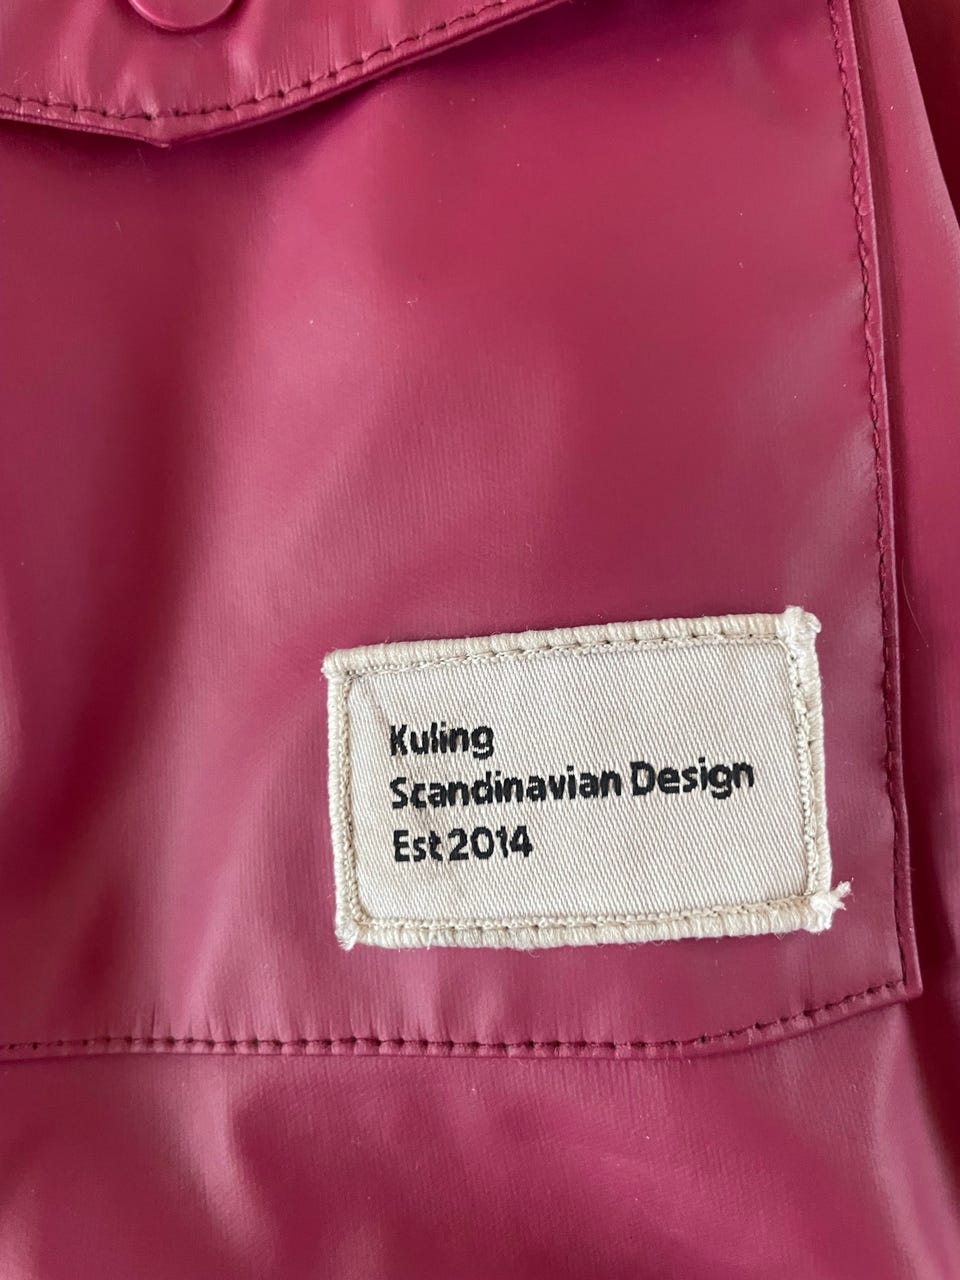 Kuling
Scandinavian Design
Est 2014